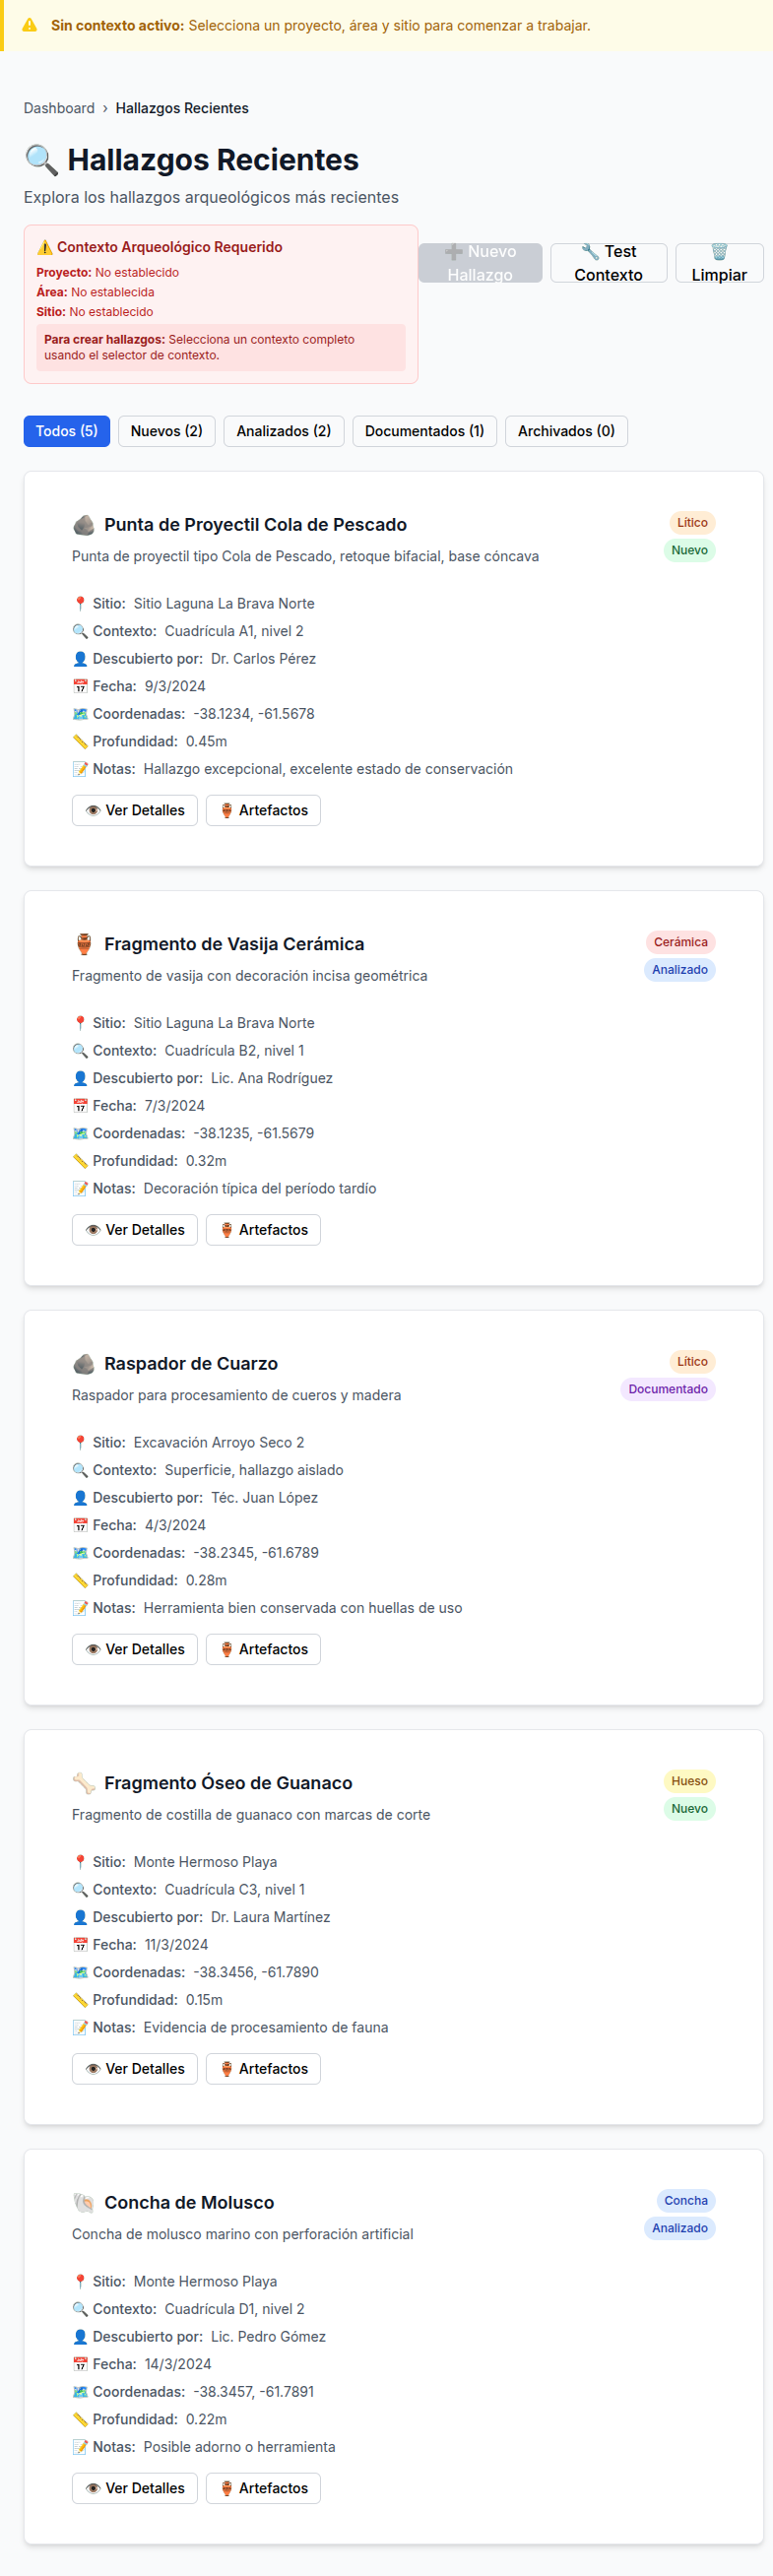 Sin contexto activo: Selecciona un proyecto, área y sitio para comenzar a trabajar.
Dashboard › Hallazgos Recientes
Hallazgos Recientes
Explora los hallazgos arqueológicos más recientes
Contexto Arqueológico Requerido
Proyecto: No establecido
Área: No establecida
Sitio: No establecido
Para crear hallazgos: Selecciona un contexto completo
usando el selector de contexto.
Nuevo
Hallazgo
Test
Contexto
Limpiar
Todos (5)
Nuevos (2)
Analizados (2)
Documentados (1)
Archivados (0)
Punta de Proyectil Cola de Pescado
Lítico
Nuevo
Punta de proyectil tipo Cola de Pescado, retoque bifacial, base cóncava
Sitio: Sitio Laguna La Brava Norte
Contexto: Cuadrícula A1, nivel 2
Descubierto por: Dr. Carlos Pérez
Fecha: 9/3/2024
Coordenadas: -38.1234, -61.5678
Profundidad: 0.45m
Notas: Hallazgo excepcional, excelente estado de conservación
Ver Detalles
Artefactos
Fragmento de Vasija Cerámica
Cerámica
Analizado
Fragmento de vasija con decoración incisa geométrica
Sitio: Sitio Laguna La Brava Norte
Contexto: Cuadrícula B2, nivel 1
Descubierto por: Lic. Ana Rodríguez
Fecha: 7/3/2024
Coordenadas: -38.1235, -61.5679
Profundidad: 0.32m
Notas: Decoración típica del período tardío
Ver Detalles
Artefactos
Raspador de Cuarzo
Lítico
Documentado
Raspador para procesamiento de cueros y madera
Sitio: Excavación Arroyo Seco 2
Contexto: Superficie, hallazgo aislado
Descubierto por: Téc. Juan López
Fecha: 4/3/2024
Coordenadas: -38.2345, -61.6789
Profundidad: 0.28m
Notas: Herramienta bien conservada con huellas de uso
Ver Detalles
Artefactos
Fragmento Óseo de Guanaco
Hueso
Nuevo
Fragmento de costilla de guanaco con marcas de corte
Sitio: Monte Hermoso Playa
Contexto: Cuadrícula C3, nivel 1
Descubierto por: Dr. Laura Martínez
Fecha: 11/3/2024
Coordenadas: -38.3456, -61.7890
Profundidad: 0.15m
Notas: Evidencia de procesamiento de fauna
Ver Detalles
Artefactos
Concha de Molusco
Concha
Analizado
Concha de molusco marino con perforación artificial
Sitio: Monte Hermoso Playa
Contexto: Cuadrícula D1, nivel 2
Descubierto por: Lic. Pedro Gómez
Fecha: 14/3/2024
Coordenadas: -38.3457, -61.7891
Profundidad: 0.22m
Notas: Posible adorno o herramienta
Ver Detalles
Artefactos